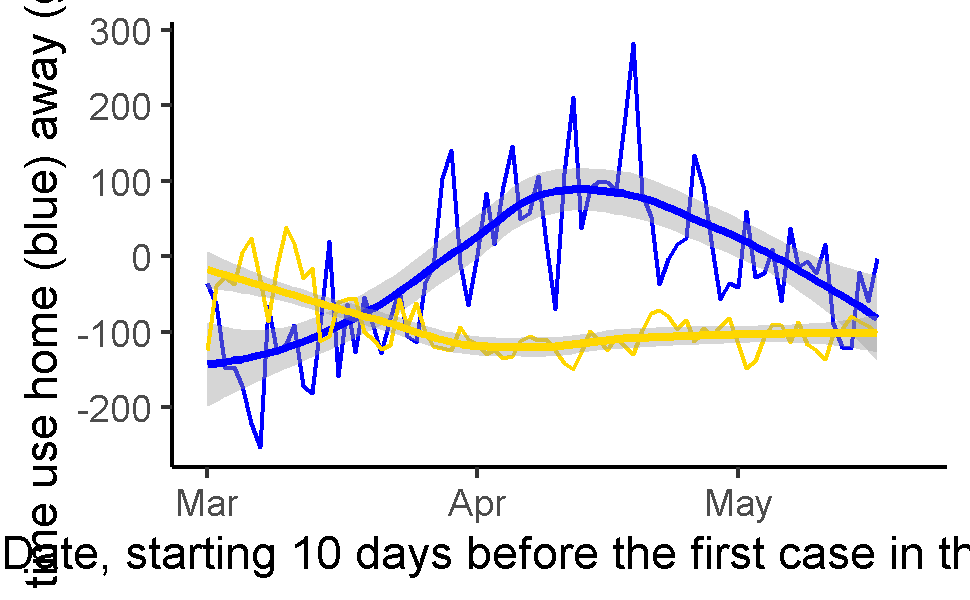 time use home (blue) away (
300
200
100
0
-100
-200
Mar Apr May
Date, starting 10 days before the first case in th